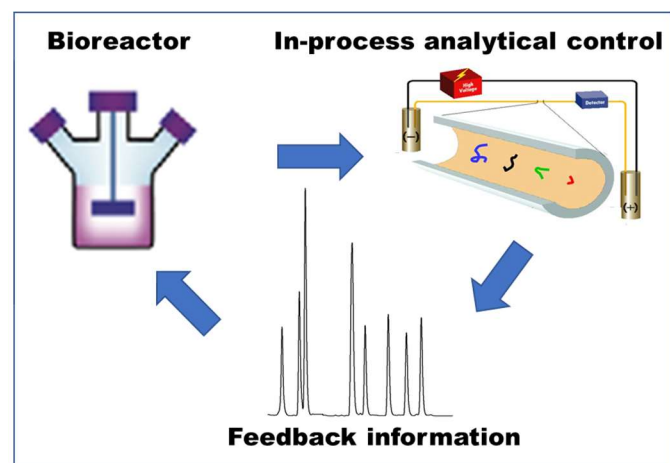 Bioreactor
In-process analytical control
High
Voltage
Detector
(−)
(+)
Feedback information